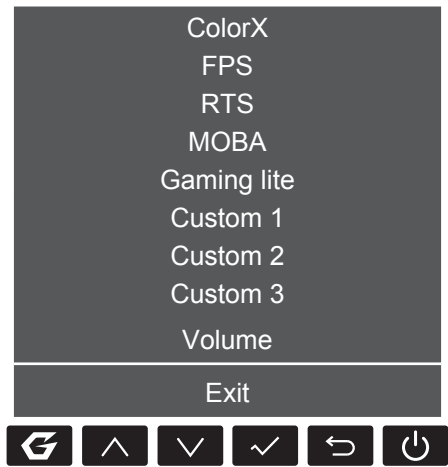 ColorX
FPS
RTS
MOBA
Gaming lite
Custom 1
Custom 2
Custom 3
Volume
Exit